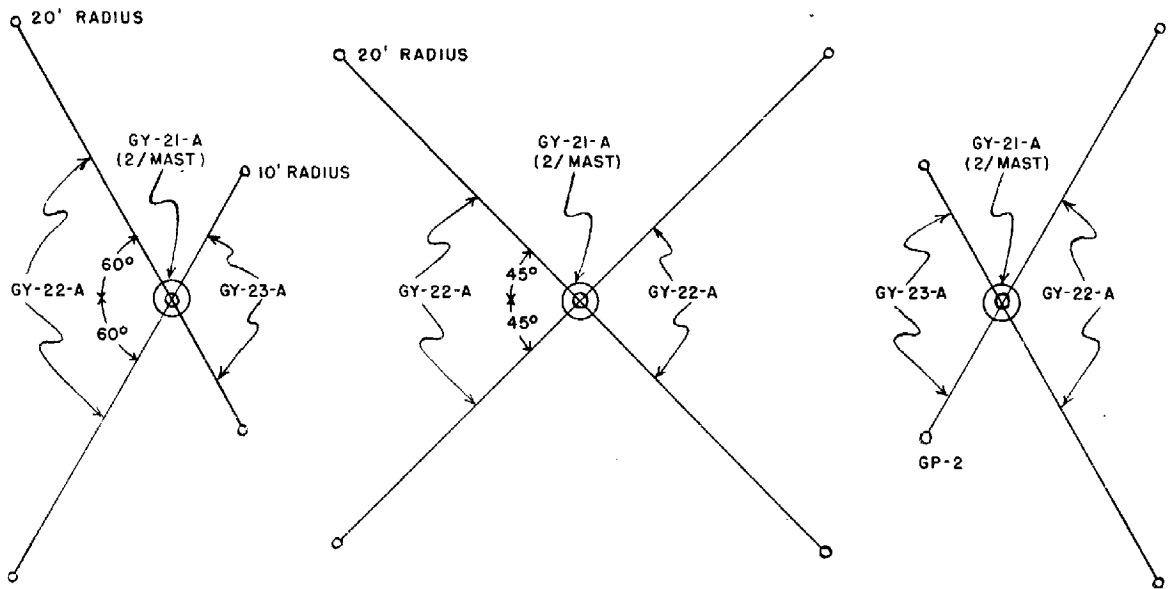 20' RADIUS
GY-21-A
(2/MAST)
10' RADIUS
60°
GY-22-A
GY-23-A
60°
20' RADIUS
GY-21-A
(2/MAST)
45°
GY-22-A
GY-22-A
45°
GY-21-A
(2/MAST)
GY-23-A
GY-22-A
GP-2